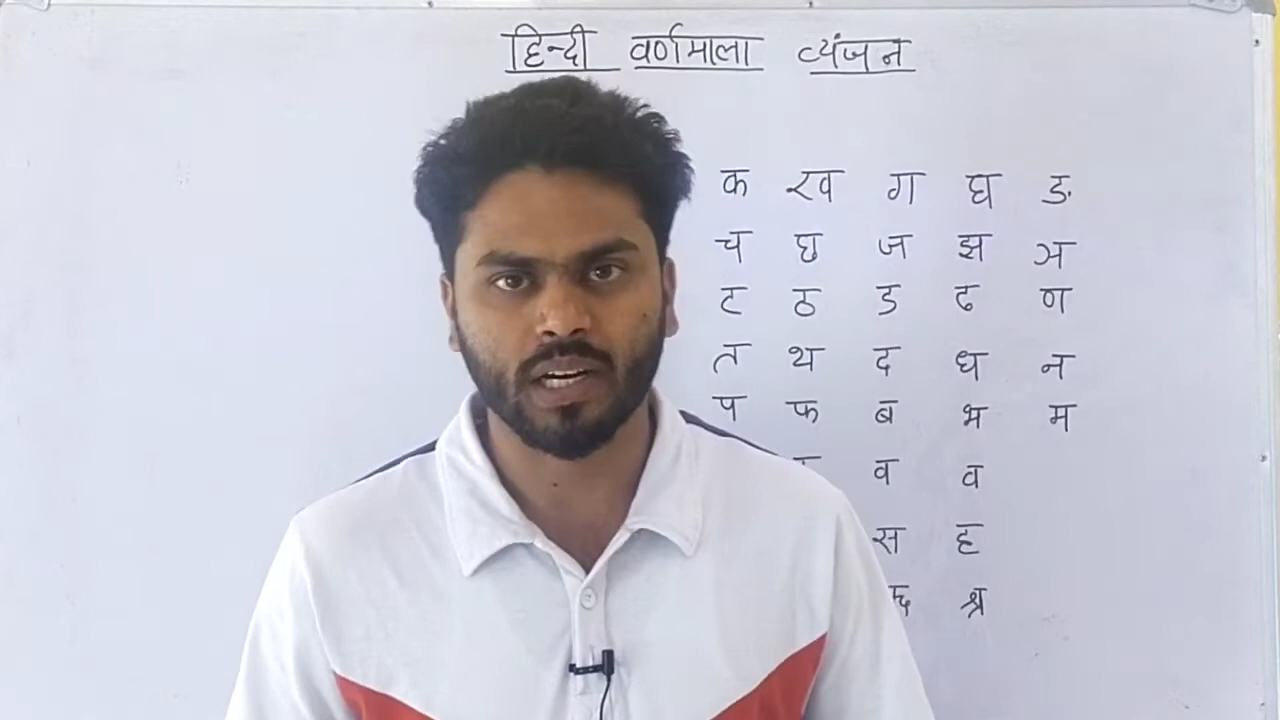 हिन्दी वर्णमाला व्यंजन
क ख ग घ ङ
च छ ज झ ञ
ट ठ ड ढ ण
त थ द ध न
प फ ब भ म
व व
स ह
श्र